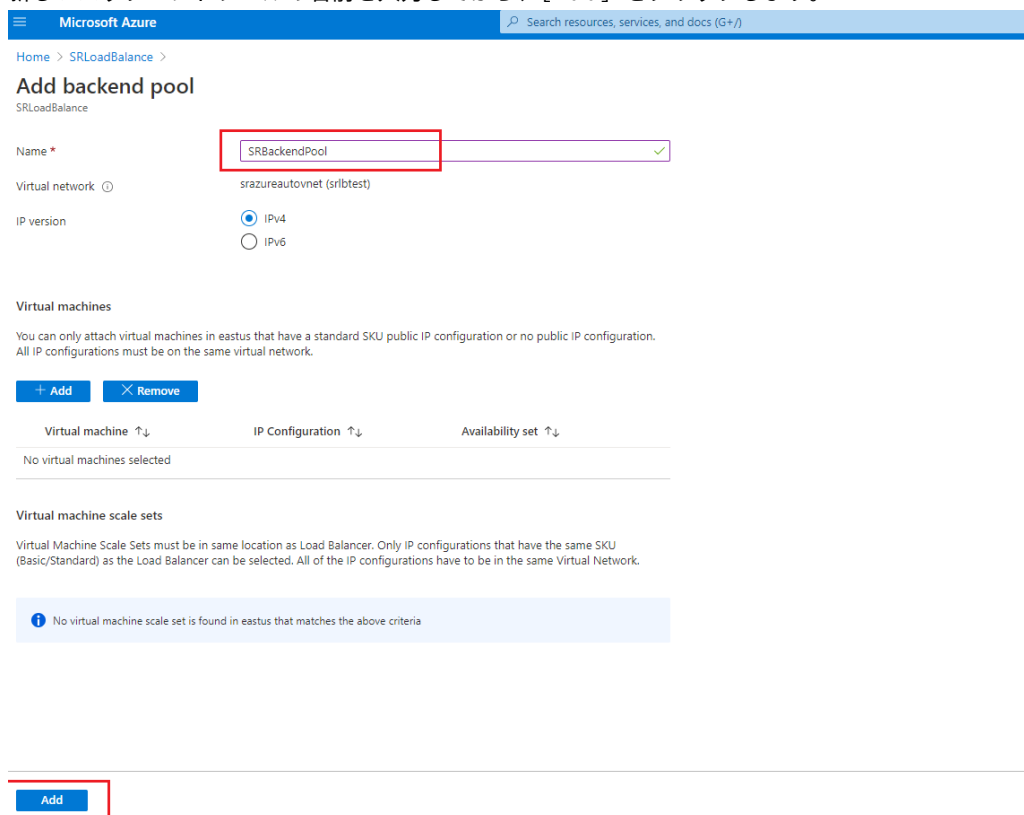 Microsoft Azure
Search resources, services, and docs (G+/)
Home > SRLoadBalance >
Add backend pool
SRLoadBalance
Name *
SRBackendPool
Virtual network
srazureautovnet (srlbtest)
IP version
IPv4
IPv6
Virtual machines
You can only attach virtual machines in eastus that have a standard SKU public IP configuration or no public IP configuration.
All IP configurations must be on the same virtual network.
+ Add
× Remove
Virtual machine ↑↓
IP Configuration ↑↓
Availability set ↑↓
No virtual machines selected
Virtual machine scale sets
Virtual Machine Scale Sets must be in same location as Load Balancer. Only IP configurations that have the same SKU
(Basic/Standard) as the Load Balancer can be selected. All of the IP configurations have to be in the same Virtual Network.
No virtual machine scale set is found in eastus that matches the above criteria
Add